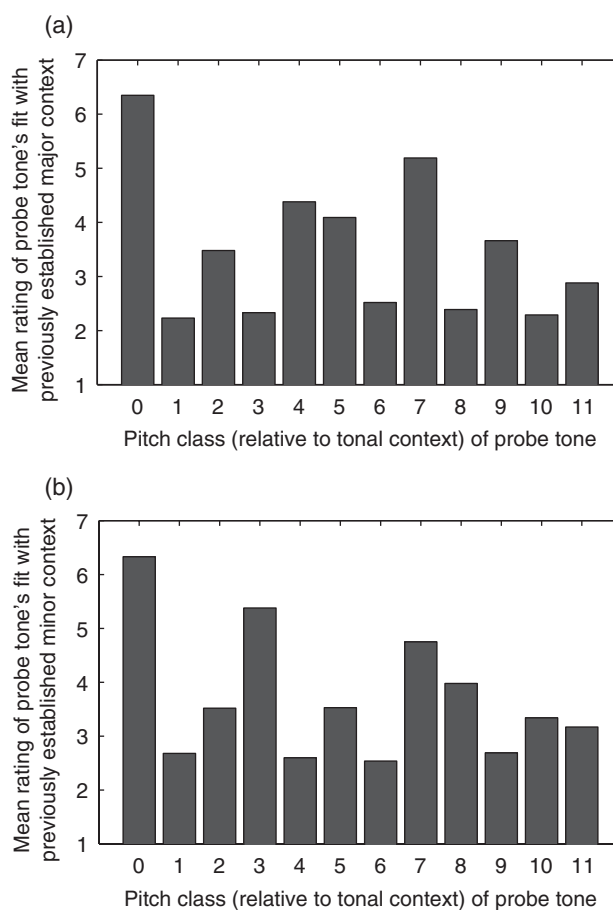 (a)
Mean rating of probe tone's fit with
previously established major context
7
6
5
4
3
2
1
0 1 2 3 4 5 6 7 8 9 10 11
Pitch class (relative to tonal context) of probe tone
(b)
Mean rating of probe tone's fit with
previously established minor context
7
6
5
4
3
2
1
0 1 2 3 4 5 6 7 8 9 10 11
Pitch class (relative to tonal context) of probe tone